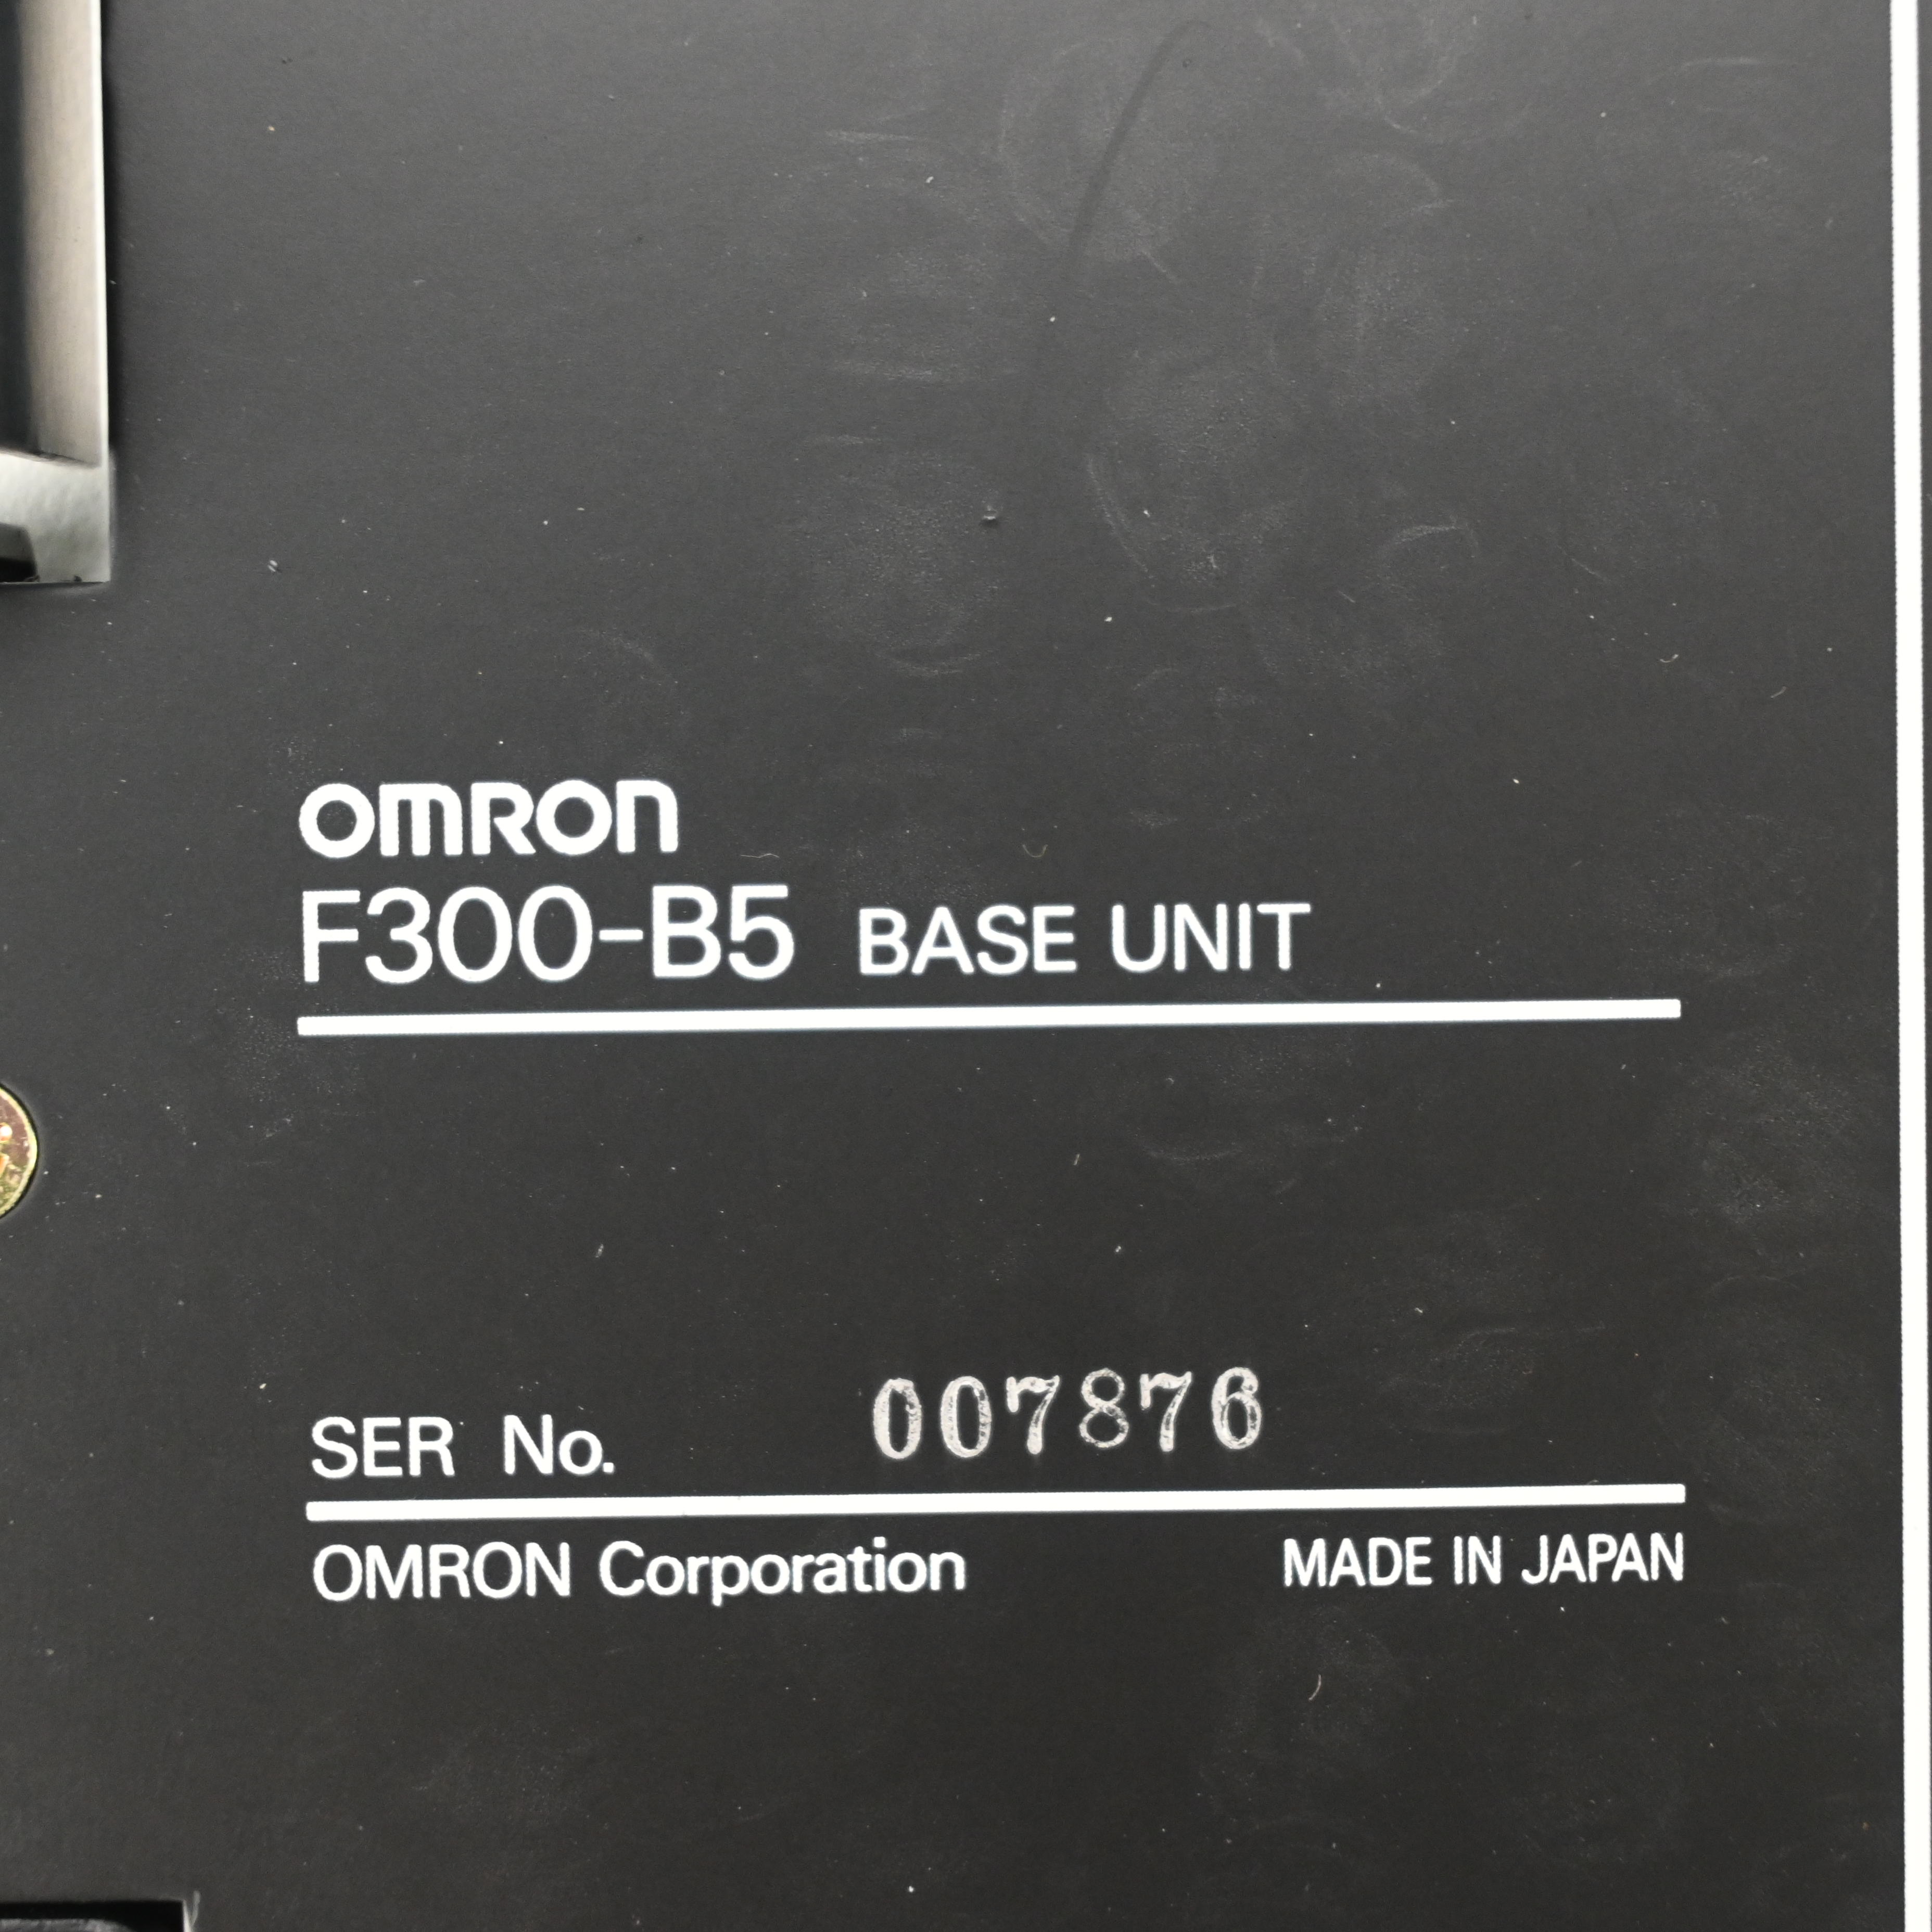 OMRON
F300-B5 BASE UNIT
SER No. 007876
OMRON Corporation MADE IN JAPAN